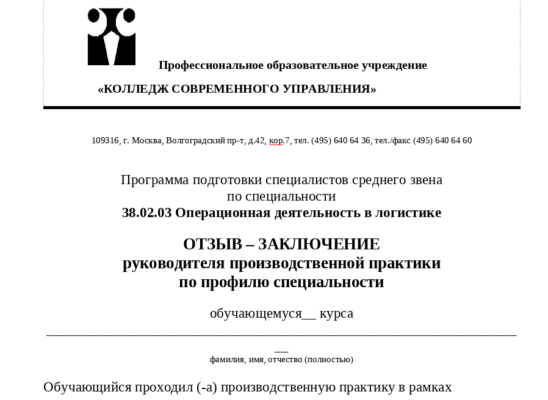 Профессиональное образовательное учреждение
«КОЛЛЕДЖ СОВРЕМЕННОГО УПРАВЛЕНИЯ»
109316, г. Москва, Волгоградский пр-т, д.42, кор.7, тел. (495) 640 64 36, тел./факс (495) 640 64 60
Программа подготовки специалистов среднего звена
по специальности
38.02.03 Операционная деятельность в логистике
ОТЗЫВ – ЗАКЛЮЧЕНИЕ
руководителя производственной практики
по профилю специальности
обучающемуся__ курса
фамилия, имя, отчество (полностью)
Обучающийся проходил (-а) производственную практику в рамках